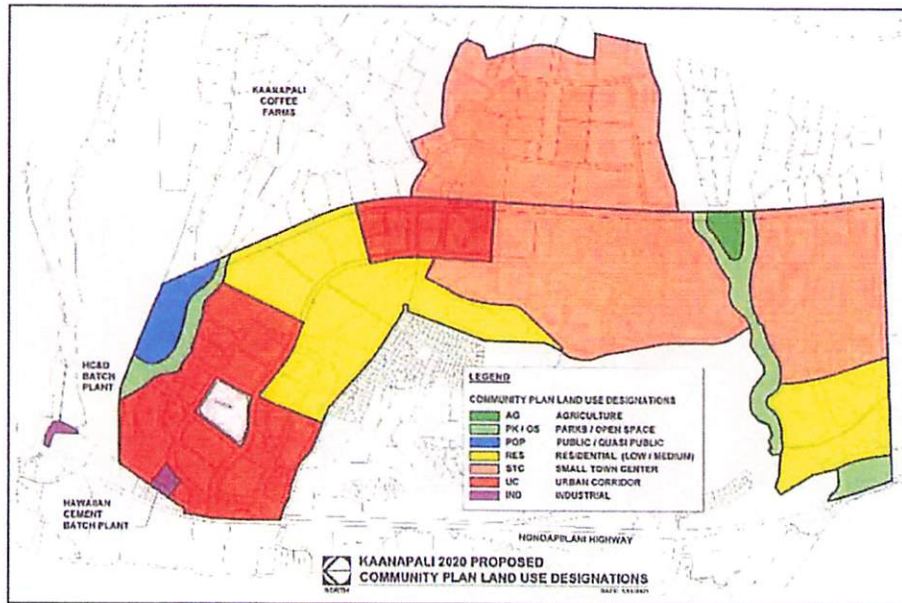 KAANAPALI
COFFEE
FARMS
HC&D
BATCH
PLANT
HAWAIIAN
CEMENT
BATCH PLANT
LEGEND
COMMUNITY PLAN LAND USE DESIGNATIONS
AG AGRICULTURE
PK / OS PARKS / OPEN SPACE
PQP PUBLIC / QUASI PUBLIC
RES RESIDENTIAL (LOW / MEDIUM)
STC SMALL TOWN CENTER
UC URBAN CORRIDOR
IND INDUSTRIAL
HONOAPIILANI HIGHWAY
NORTH
KAANAPALI 2020 PROPOSED
COMMUNITY PLAN LAND USE DESIGNATIONS
DATE: